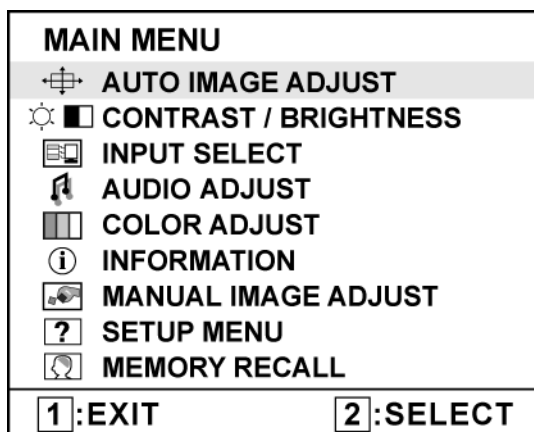 MAIN MENU
AUTO IMAGE ADJUST
CONTRAST / BRIGHTNESS
INPUT SELECT
AUDIO ADJUST
COLOR ADJUST
i INFORMATION
MANUAL IMAGE ADJUST
? SETUP MENU
MEMORY RECALL
1:EXIT 2:SELECT